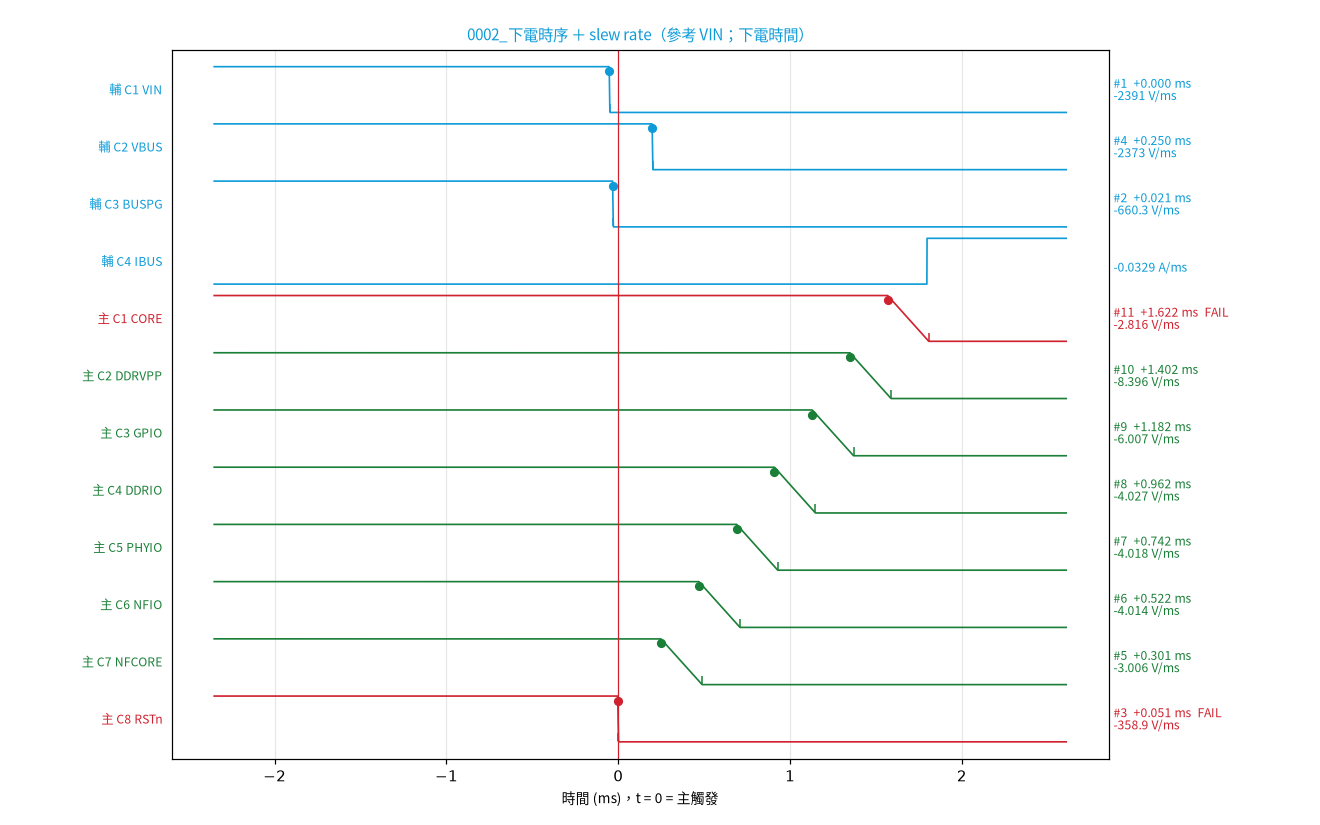 0002_下電時序 + slew rate（參考 VIN；下電時間）
輔 C1 VIN
#1 +0.000 ms
-2391 V/ms
輔 C2 VBUS
#4 +0.250 ms
-2373 V/ms
輔 C3 BUSPG
#2 +0.021 ms
-660.3 V/ms
輔 C4 IBUS
-0.0329 A/ms
主 C1 CORE
#11 +1.622 ms FAIL
-2.816 V/ms
主 C2 DDRVPP
#10 +1.402 ms
-8.396 V/ms
主 C3 GPIO
#9 +1.182 ms
-6.007 V/ms
主 C4 DDRIO
#8 +0.962 ms
-4.027 V/ms
主 C5 PHYIO
#7 +0.742 ms
-4.018 V/ms
主 C6 NFIO
#6 +0.522 ms
-4.014 V/ms
主 C7 NFCORE
#5 +0.301 ms
-3.006 V/ms
主 C8 RSTn
#3 +0.051 ms FAIL
-358.9 V/ms
−2 −1 0 1 2
時間 (ms)，t = 0 = 主觸發